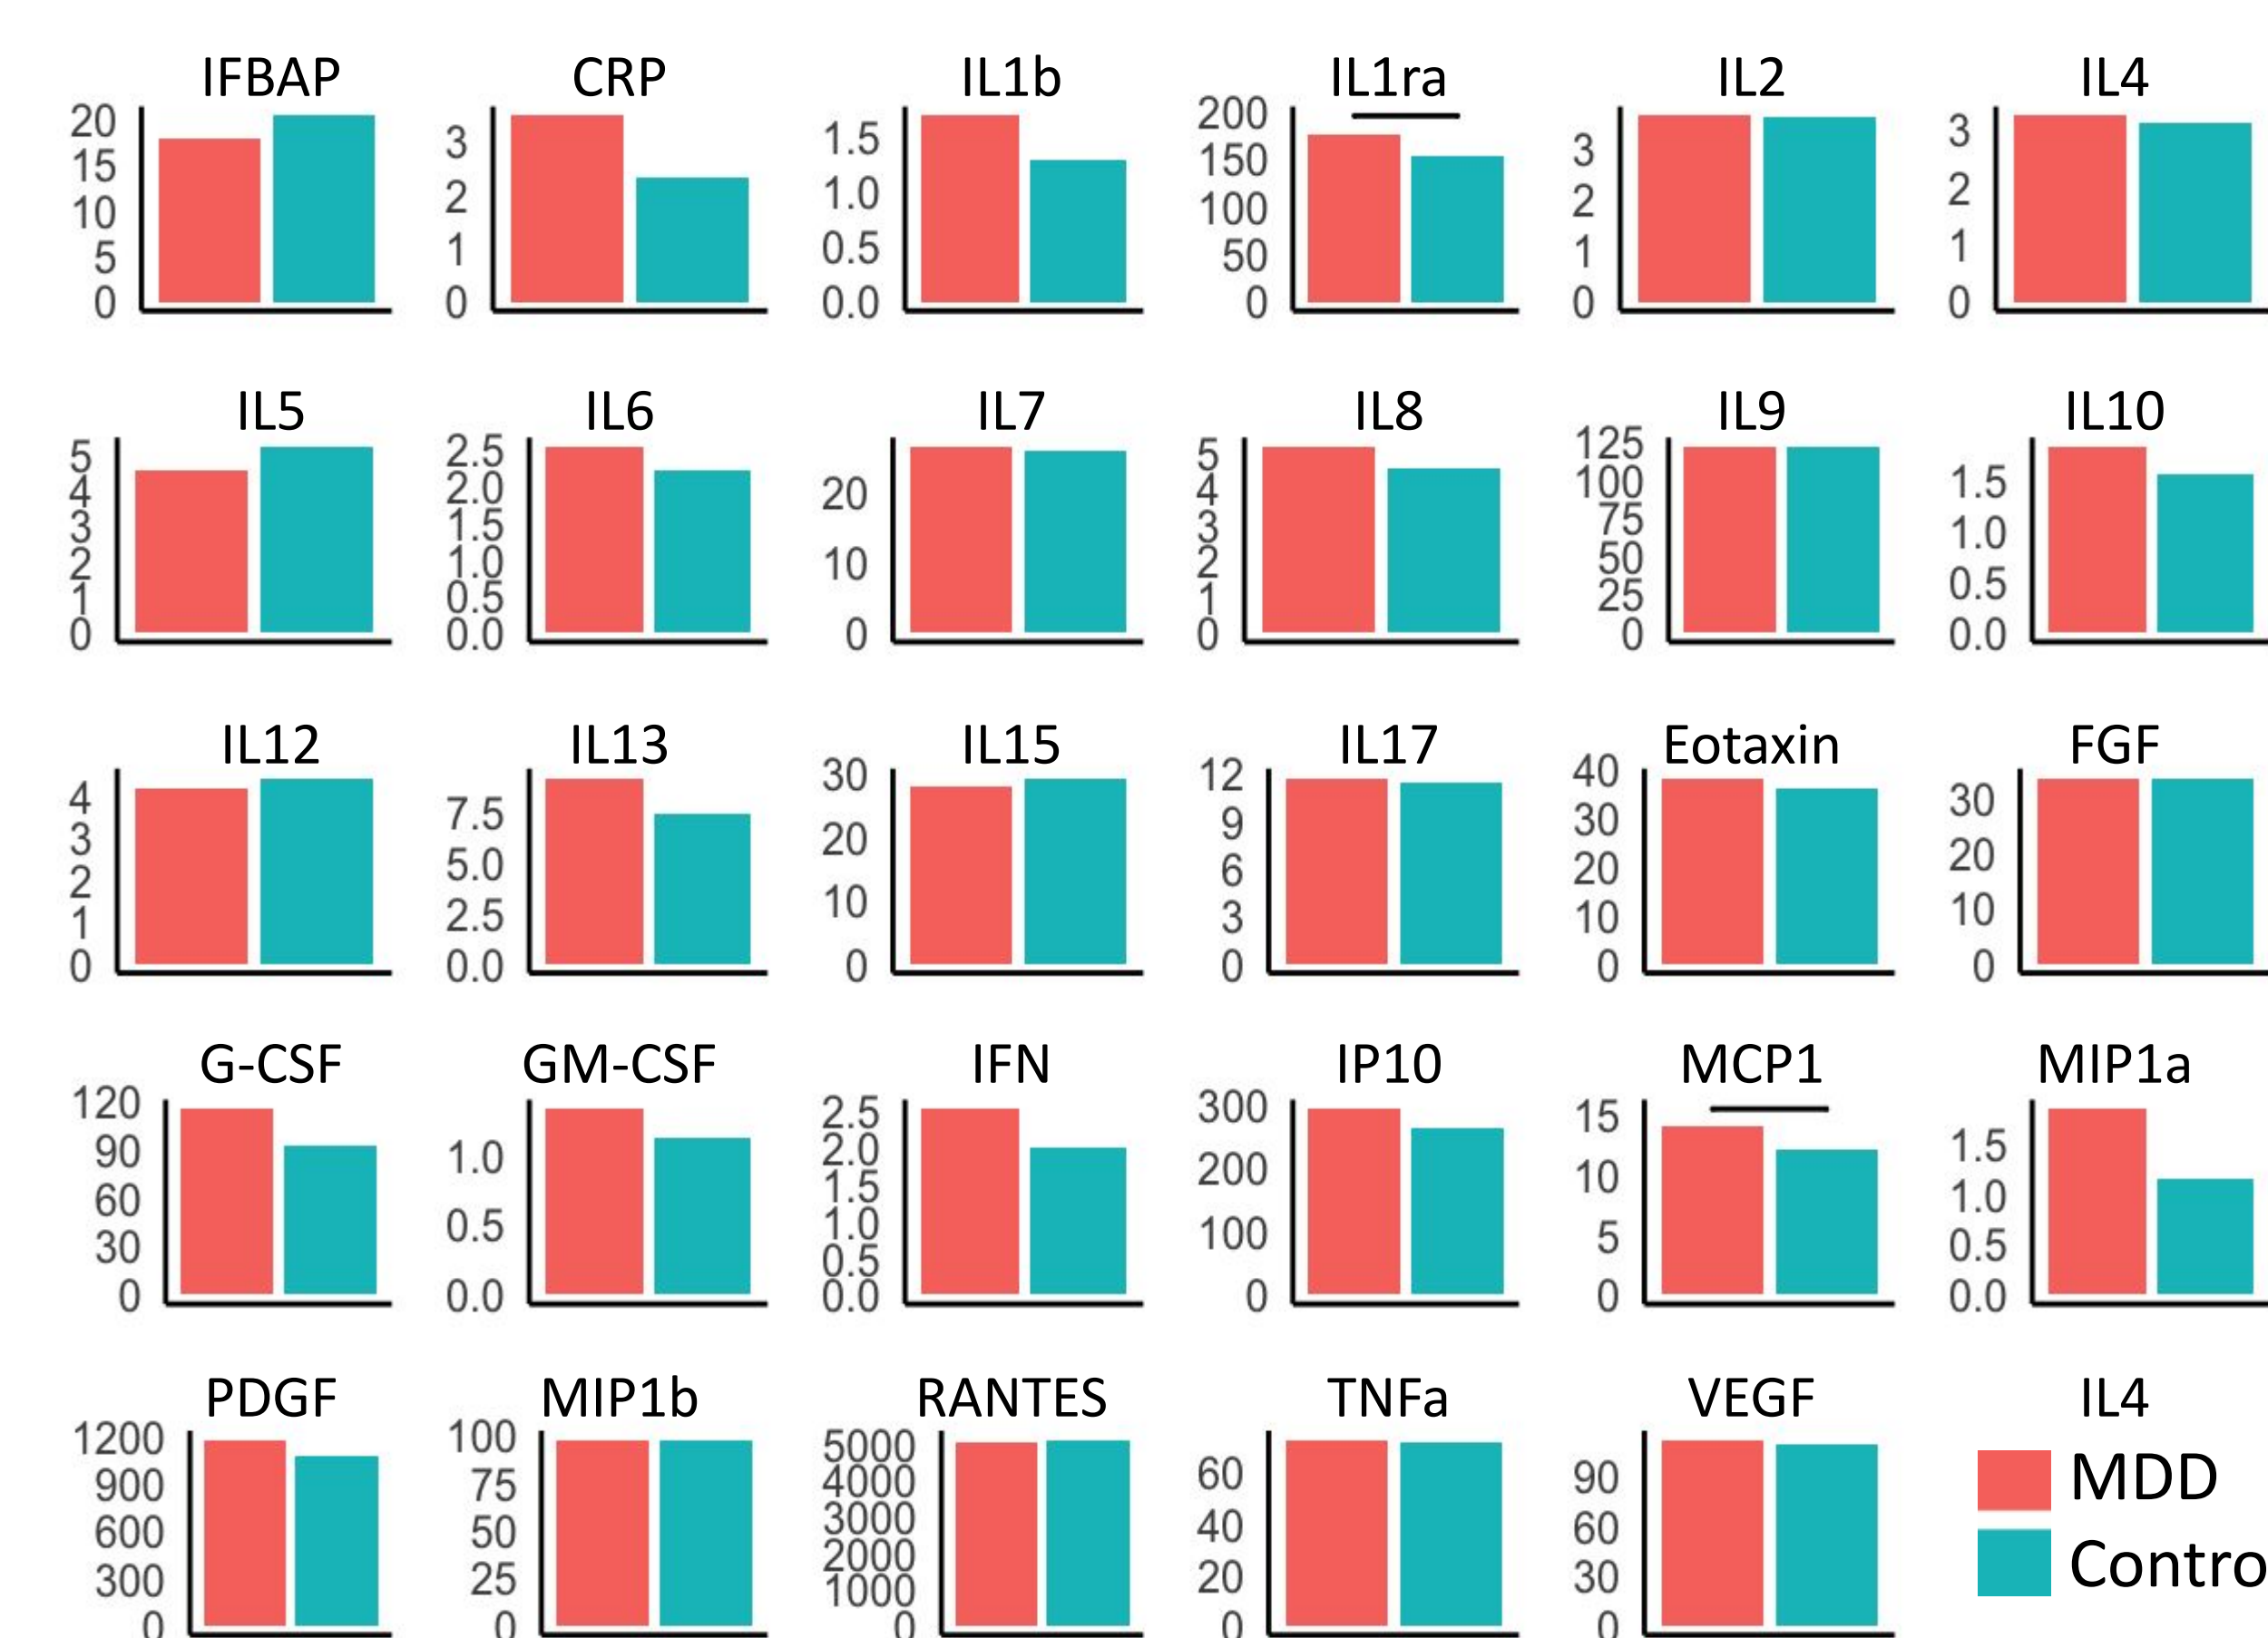 IFBAP CRP IL1b IL1ra IL2 IL4
20 15 10 5 0
3 2 1 0
1.5 1.0 0.5 0.0
200 150 100 50 0
3 2 1 0
3 2 1 0
IL5 IL6 IL7 IL8 IL9 IL10
5 4 3 2 1 0
2.5 2.0 1.5 1.0 0.5 0.0
20 10 0
5 4 3 2 1 0
125 100 75 50 25 0
1.5 1.0 0.5 0.0
IL12 IL13 IL15 IL17 Eotaxin FGF
4 3 2 1 0
7.5 5.0 2.5 0.0
30 20 10 0
12 9 6 3 0
40 30 20 10 0
30 20 10 0
G-CSF GM-CSF IFN IP10 MCP1 MIP1a
120 90 60 30 0
1.0 0.5 0.0
2.5 2.0 1.5 1.0 0.5 0.0
300 200 100 0
15 10 5 0
1.5 1.0 0.5 0.0
PDGF MIP1b RANTES TNFa VEGF IL4
1200 900 600 300 0
100 75 50 25 0
5000 4000 3000 2000 1000 0
60 40 20 0
90 60 30 0
MDD
Contro